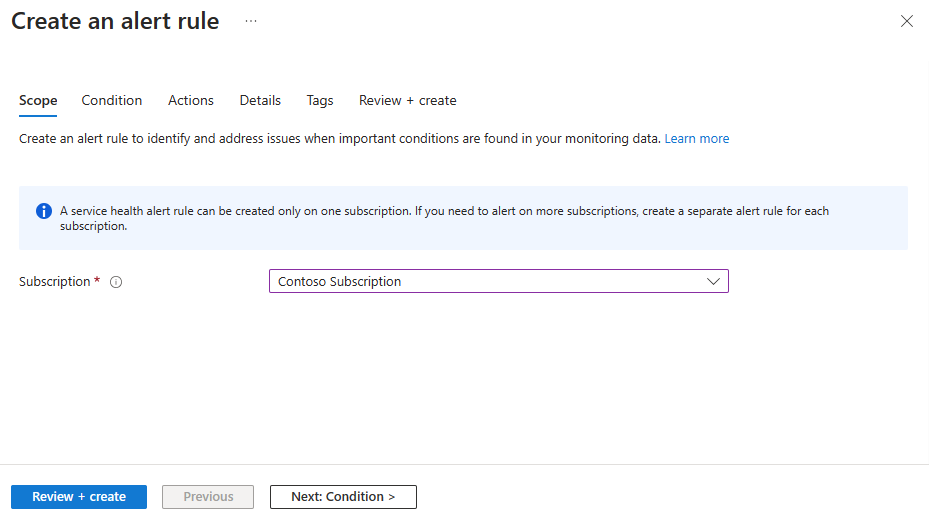 Create an alert rule ...
Scope Condition Actions Details Tags Review + create
Create an alert rule to identify and address issues when important conditions are found in your monitoring data. Learn more
A service health alert rule can be created only on one subscription. If you need to alert on more subscriptions, create a separate alert rule for each
subscription.
Subscription * Contoso Subscription
Review + create Previous Next: Condition >